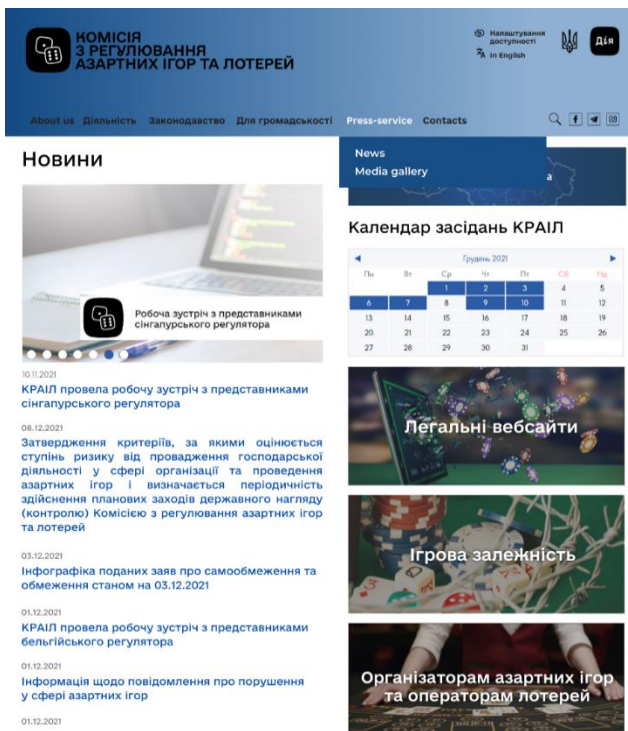 КОМІСІЯ
З РЕГУЛЮВАННЯ
АЗАРТНИХ ІГОР ТА ЛОТЕРЕЙ
Налаштування
доступності
In English
Дія
About us Діяльність Законодавство Для громадськості Press-service Contacts
News
Media gallery
Новини
Робоча зустріч з представниками
сінгапурського регулятора
10.11.2021
КРАІЛ провела робочу зустріч з представниками
сінгапурського регулятора
08.12.2021
Затвердження критеріїв, за якими оцінюється
ступінь ризику від провадження господарської
діяльності у сфері організації та проведення
азартних ігор і визначається періодичність
здійснення планових заходів державного нагляду
(контролю) Комісією з регулювання азартних ігор
та лотерей
03.12.2021
Інфографіка поданих заяв про самообмеження та
обмеження станом на 03.12.2021
01.12.2021
КРАІЛ провела робочу зустріч з представниками
бельгійського регулятора
01.12.2021
Інформація щодо повідомлення про порушення
у сфері азартних ігор
01.12.2021
Календар засідань КРАІЛ
Грудень 2021
Пн Вт Ср Чт Пт Сб Нд
1 2 3 4 5
6 7 8 9 10 11 12
13 14 15 16 17 18 19
20 21 22 23 24 25 26
27 28 29 30 31
Легальні вебсайти
Ігрова залежність
Організаторам азартних ігор
та операторам лотерей